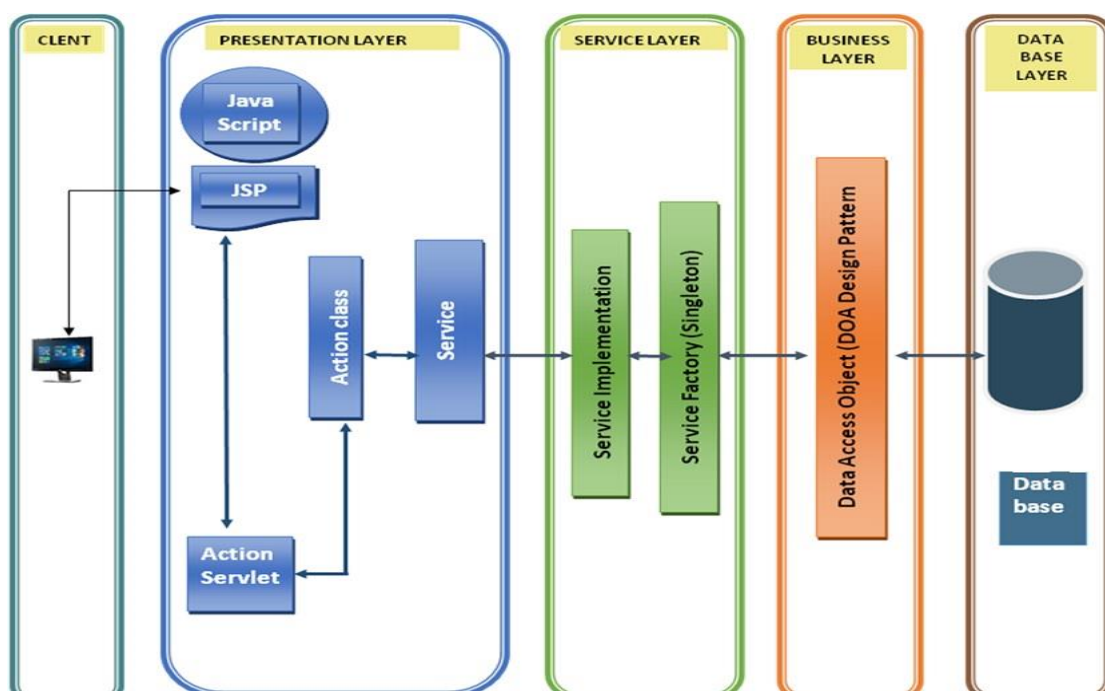 CLENT
PRESENTATION LAYER
Java
Script
JSP
Action class
Service
Action
Servlet
SERVICE LAYER
Service Implementation
Service Factory (Singleton)
BUSINESS
LAYER
Data Access Object (DOA Design Pattern
DATA
BASE
LAYER
Data
base